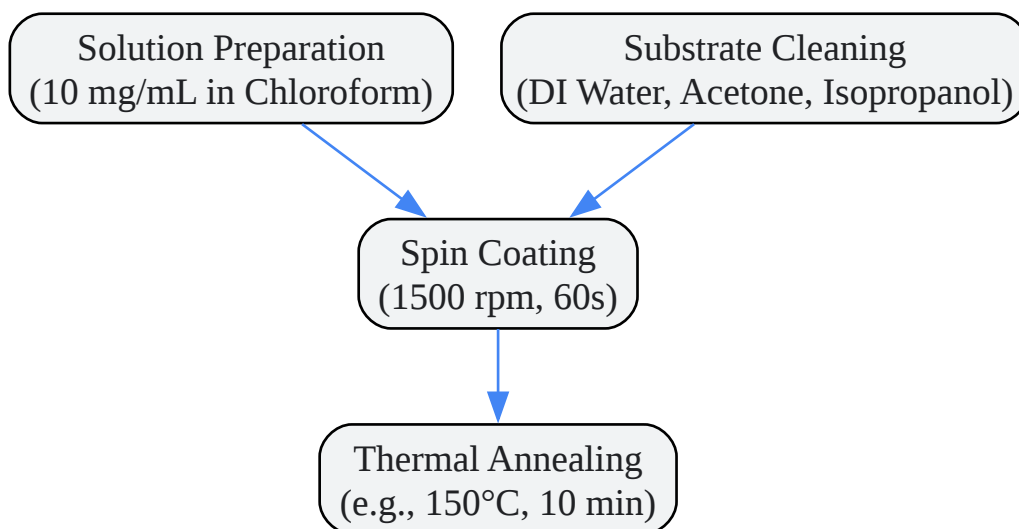 Solution Preparation
(10 mg/mL in Chloroform)
Substrate Cleaning
(DI Water, Acetone, Isopropanol)
Spin Coating
(1500 rpm, 60s)
Thermal Annealing
(e.g., 150°C, 10 min)